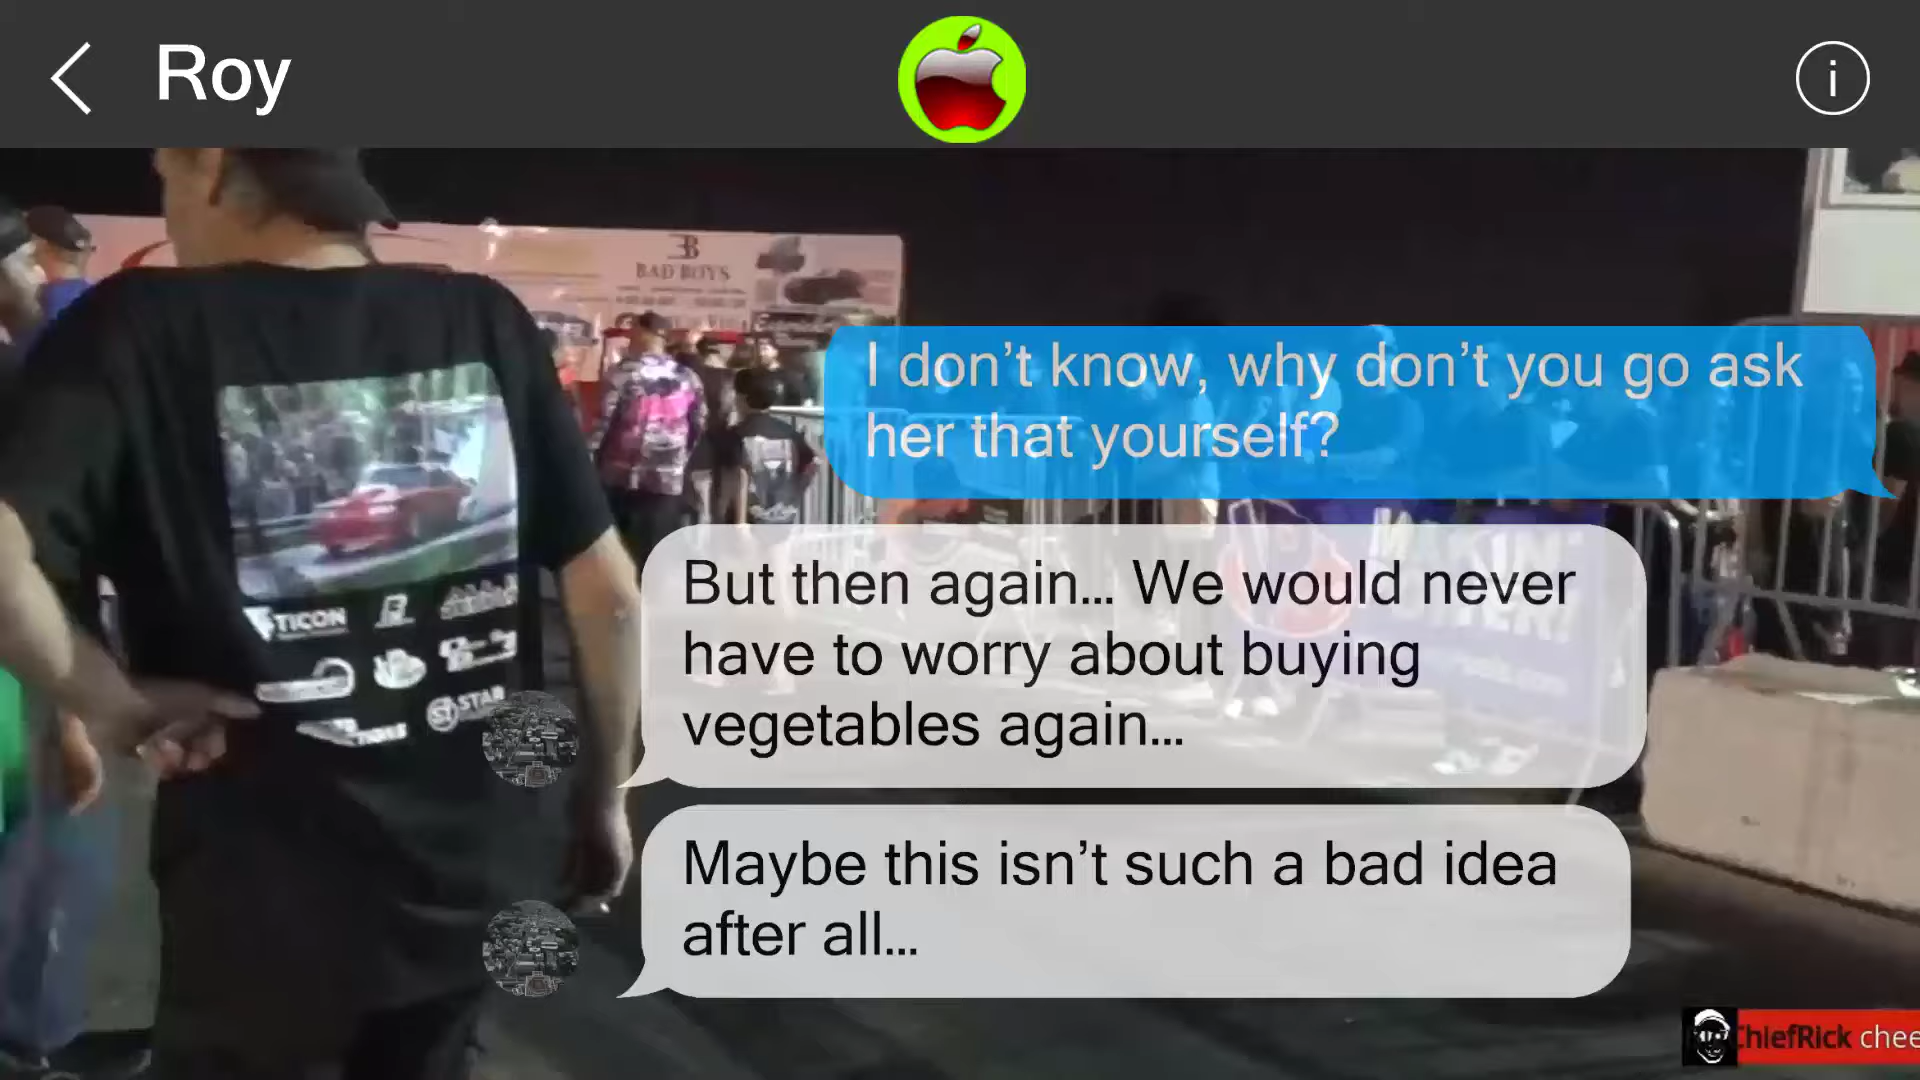 Roy
i
BAD BOYS
I don’t know, why don’t you go ask
her that yourself?
But then again... We would never
have to worry about buying
vegetables again...
TICON
STAR
Maybe this isn’t such a bad idea
after all...
ChiefRick chee